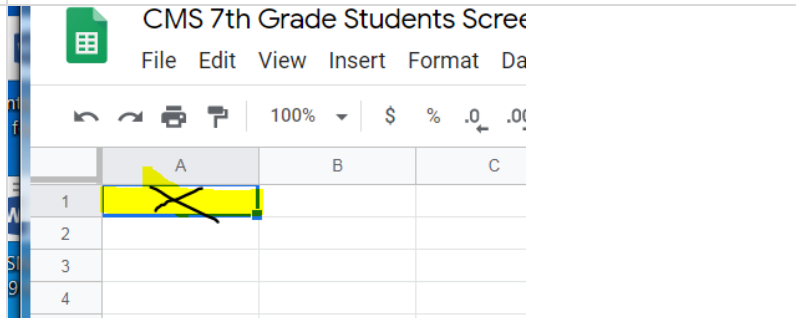 CMS 7th Grade Students Scree
File Edit View Insert Format Da
100% $ % .0 .00
A B C
1
2
3
4